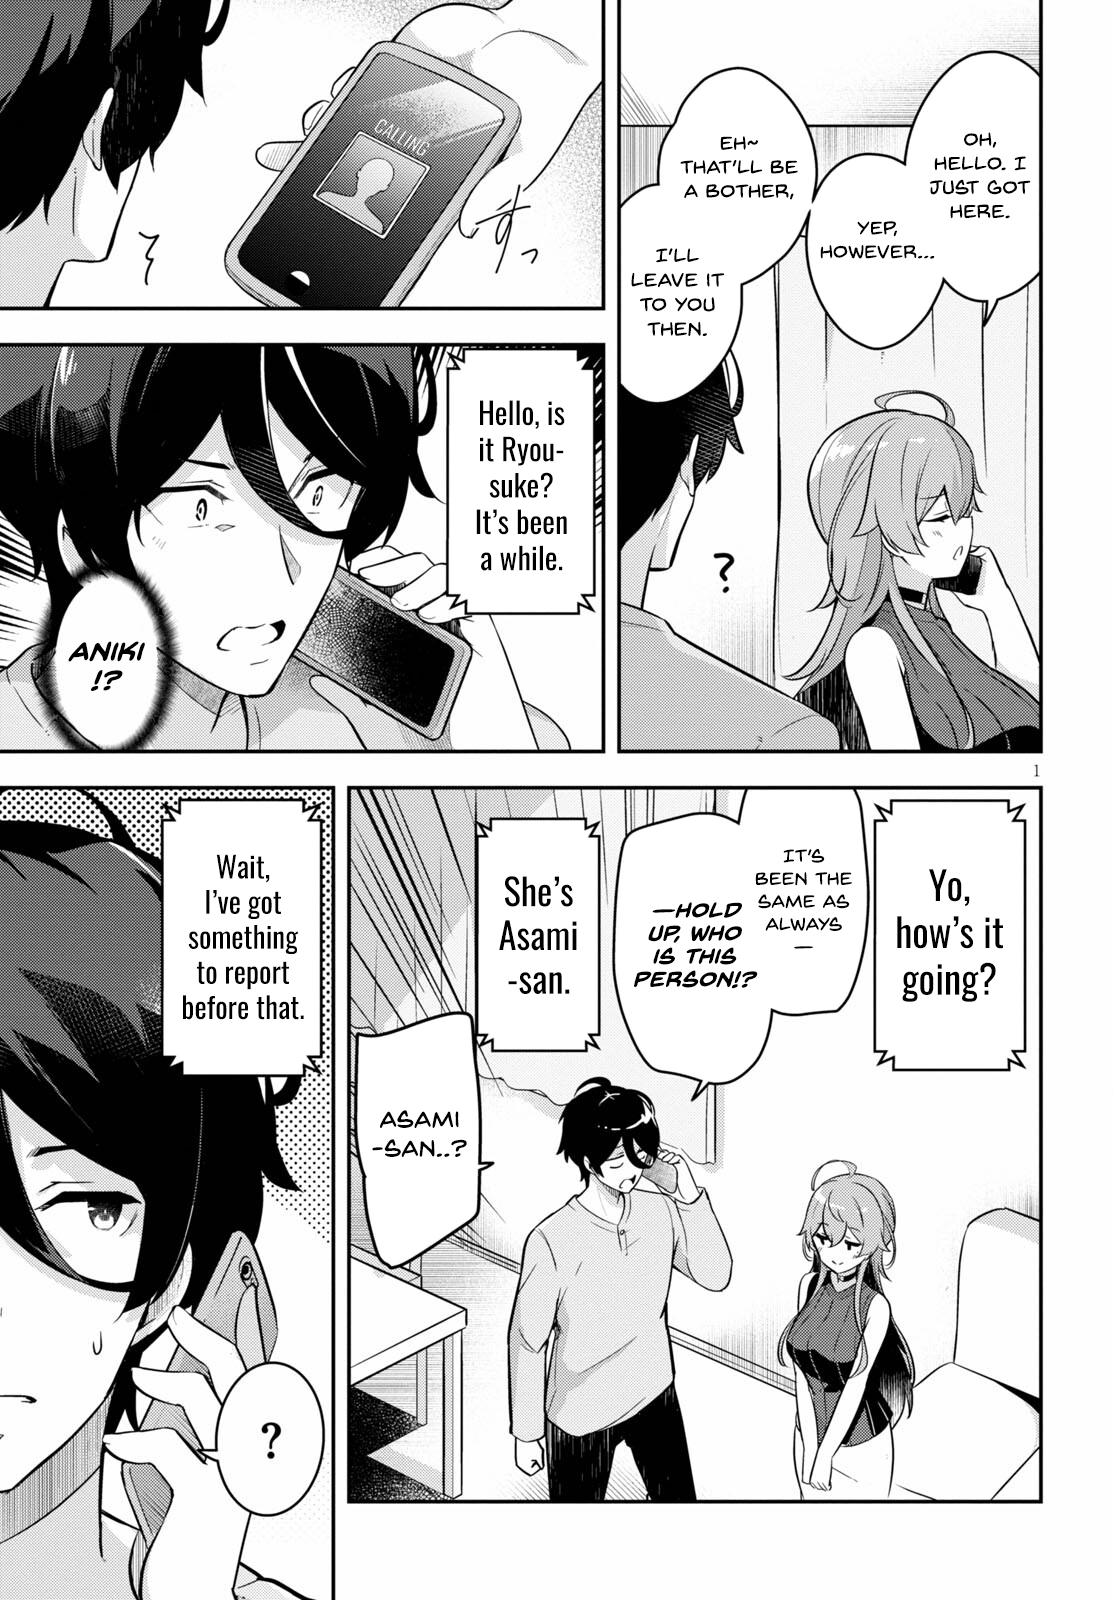 OH,
HELLO. I
JUST GOT
HERE.
YEP,
HOWEVER...
EH~
THAT'LL BE
A BOTHER,
I'LL
LEAVE IT
TO YOU
THEN.
?
CALLING
ずいっ
Hello, is
it Ryou-
suke?
It's been
a while.
ANIKI
!?
1
Yo,
how's it
going?
IT'S
BEEN THE
SAME AS
ALWAYS
—
—HOLD
UP, WHO
IS THIS
PERSON!?
She's
Asami
-san.
ASAMI
-SAN..?
Wait,
I've got
something
to report
before that.
?